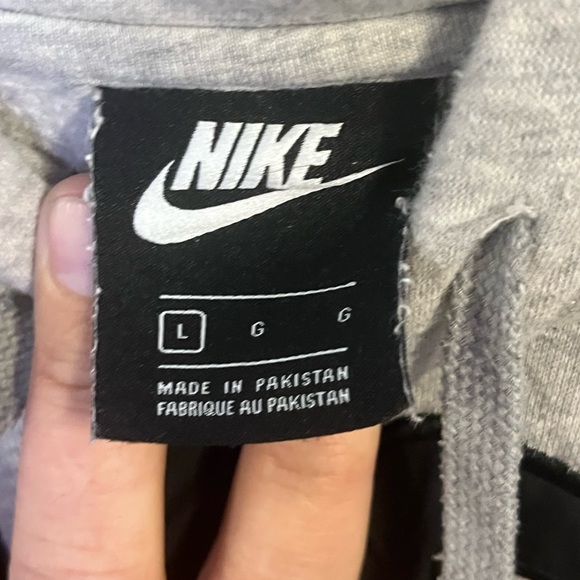 NIKE
L G G
MADE IN PAKISTAN
FABRIQUE AU PAKISTAN